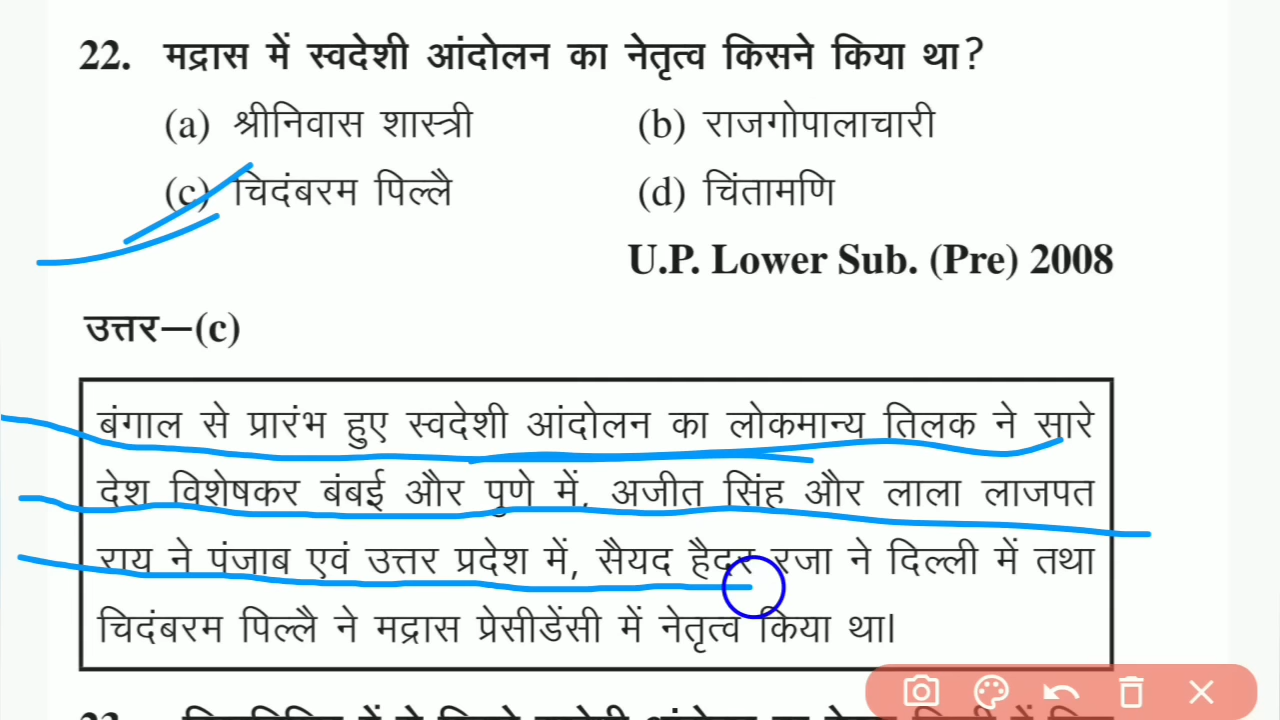 22. मद्रास में स्वदेशी आंदोलन का नेतृत्व किसने किया था?
(a) श्रीनिवास शास्त्री (b) राजगोपालाचारी
(c) चिदंबरम पिल्लै (d) चिंतामणि
U.P. Lower Sub. (Pre) 2008
उत्तर–(c)
बंगाल से प्रारंभ हुए स्वदेशी आंदोलन का लोकमान्य तिलक ने सारे
देश विशेषकर बंबई और पुणे में, अजीत सिंह और लाला लाजपत
राय ने पंजाब एवं उत्तर प्रदेश में, सैयद हैदर रजा ने दिल्ली में तथा
चिदंबरम पिल्लै ने मद्रास प्रेसीडेंसी में नेतृत्व किया था।